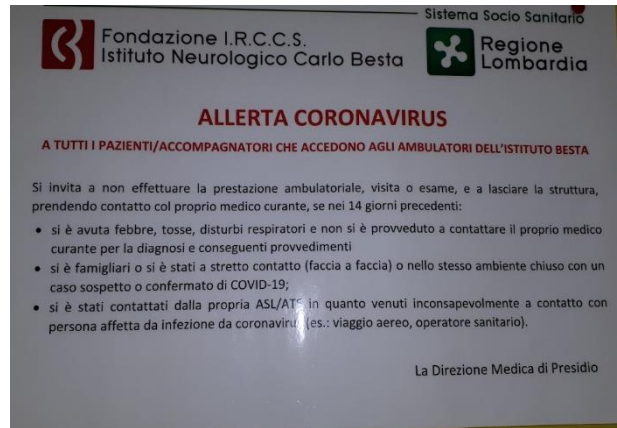 Sistema Socio Sanitario
Fondazione I.R.C.C.S.
Istituto Neurologico Carlo Besta
Regione
Lombardia
ALLERTA CORONAVIRUS
A TUTTI I PAZIENTI/ACCOMPAGNATORI CHE ACCEDONO AGLI AMBULATORI DELL'ISTITUTO BESTA
Si invita a non effettuare la prestazione ambulatoriale, visita o esame, e a lasciare la struttura,
prendendo contatto col proprio medico curante, se nei 14 giorni precedenti:
• si è avuta febbre, tosse, disturbi respiratori e non si è provveduto a contattare il proprio medico
curante per la diagnosi e conseguenti provvedimenti
• si è famigliari o si è stati a stretto contatto (faccia a faccia) o nello stesso ambiente chiuso con un
caso sospetto o confermato di COVID-19;
• si è stati contattati dalla propria ASL/ATS in quanto venuti inconsapevolmente a contatto con
persona affetta da infezione da coronavirus (es.: viaggio aereo, operatore sanitario).
La Direzione Medica di Presidio